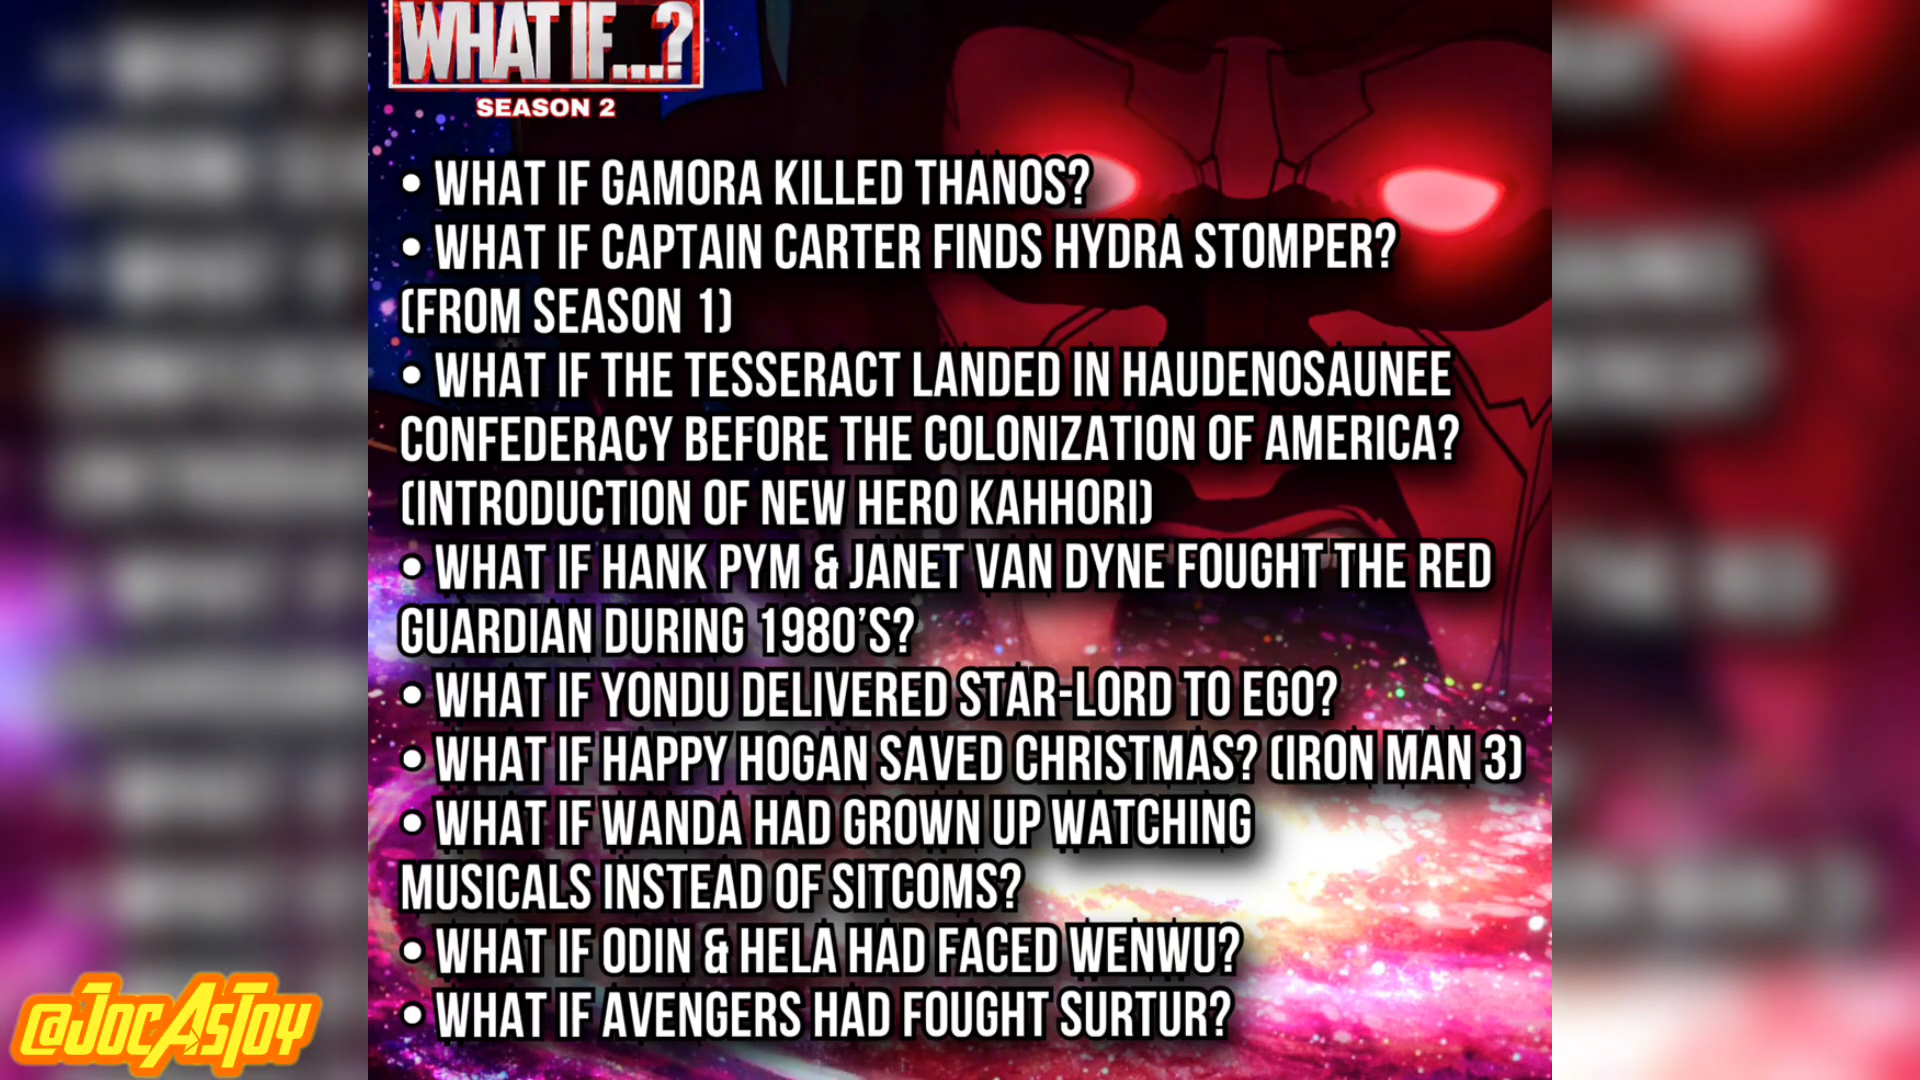 WHAT IF...?
SEASON 2
• WHAT IF GAMORA KILLED THANOS?
• WHAT IF CAPTAIN CARTER FINDS HYDRA STOMPER?
(FROM SEASON 1)
• WHAT IF THE TESSERACT LANDED IN HAUDENOSAUNEE
CONFEDERACY BEFORE THE COLONIZATION OF AMERICA?
(INTRODUCTION OF NEW HERO KAHHORI)
• WHAT IF HANK PYM & JANET VAN DYNE FOUGHT THE RED
GUARDIAN DURING 1980'S?
• WHAT IF YONDU DELIVERED STAR-LORD TO EGO?
• WHAT IF HAPPY HOGAN SAVED CHRISTMAS? (IRON MAN 3)
• WHAT IF WANDA HAD GROWN UP WATCHING
MUSICALS INSTEAD OF SITCOMS?
• WHAT IF ODIN & HELA HAD FACED WENWU?
• WHAT IF AVENGERS HAD FOUGHT SURTUR?
@JOCASTOY